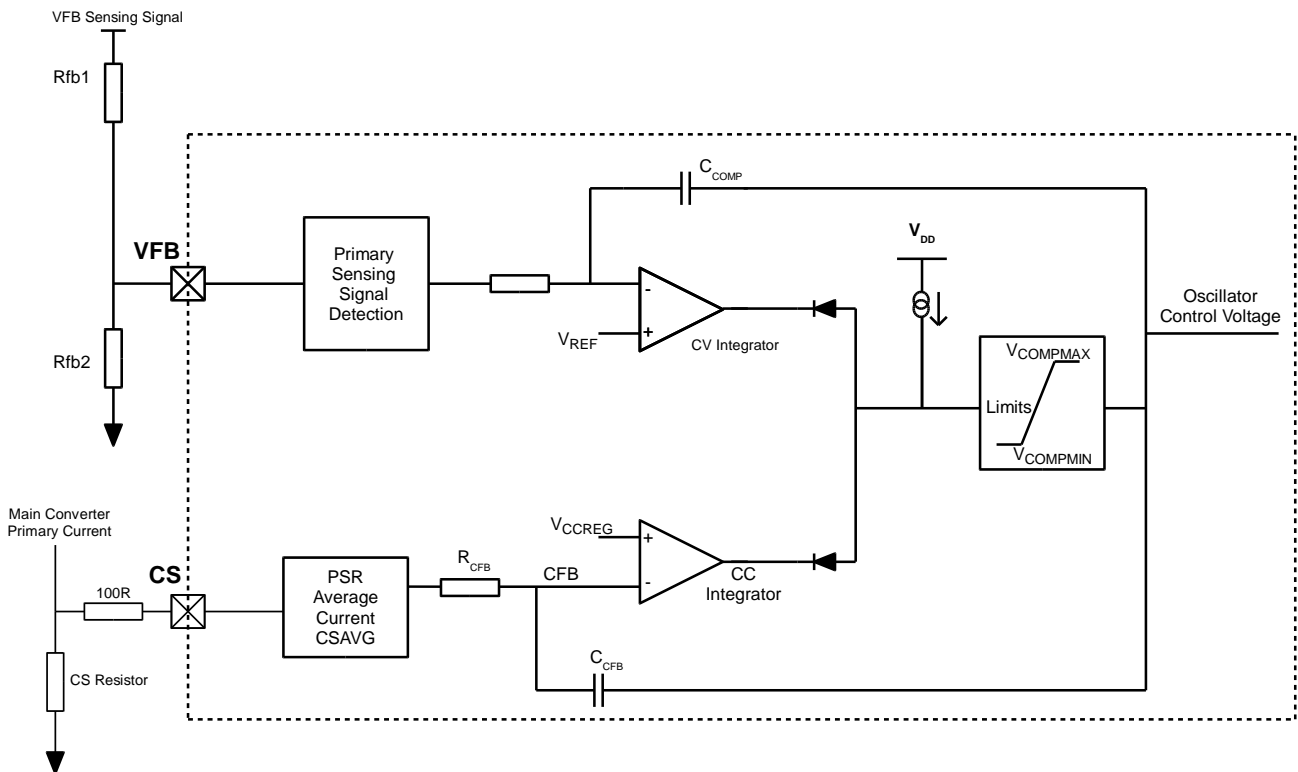 VFB Sensing Signal
Rfb1
C_COMP
V_DD
VFB
Primary
Sensing
Signal
Detection
-
+
V_REF
CV Integrator
Oscillator
Control Voltage
Rfb2
V_COMPMAX
Limits
V_COMPMIN
Main Converter
Primary Current
V_CCREG
+
-
R_CFB
CFB
CC
Integrator
CS
100R
PSR
Average
Current
CSAVG
CS Resistor
C_CFB